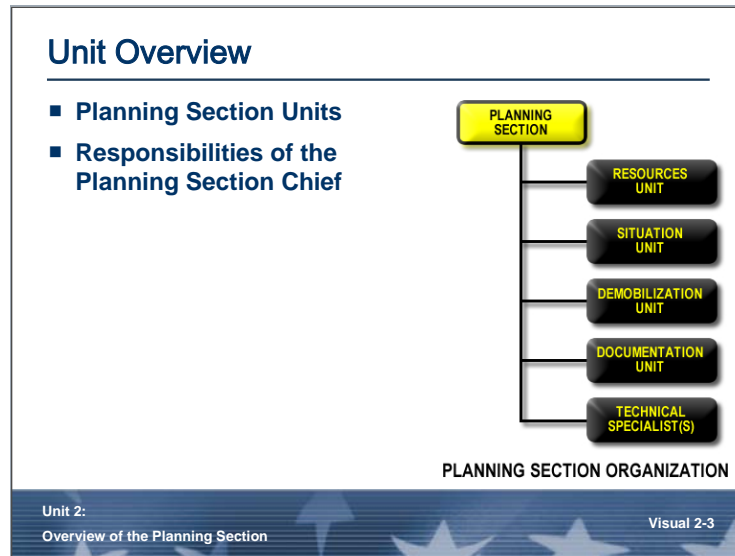 Unit Overview
■ Planning Section Units
■ Responsibilities of the
Planning Section Chief
PLANNING
SECTION
RESOURCES
UNIT
SITUATION
UNIT
DEMOBILIZATION
UNIT
DOCUMENTATION
UNIT
TECHNICAL
SPECIALIST(S)
PLANNING SECTION ORGANIZATION
Unit 2:
Overview of the Planning Section
Visual 2-3